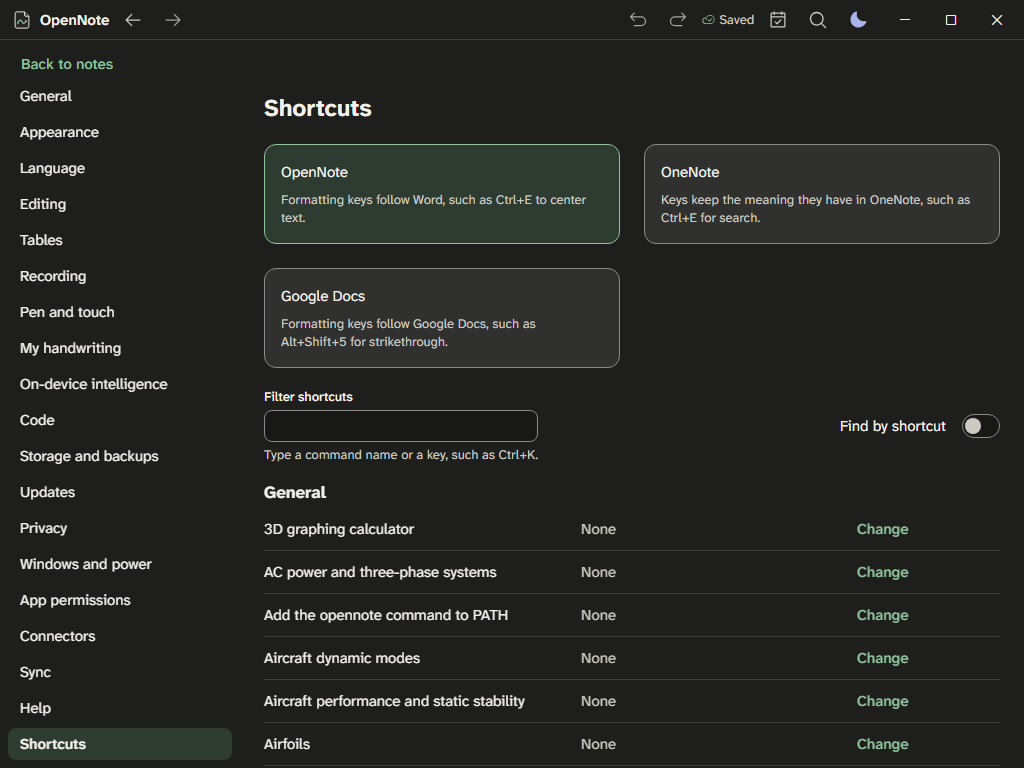 OpenNote
Saved
Back to notes
General
Appearance
Language
Editing
Tables
Recording
Pen and touch
My handwriting
On-device intelligence
Code
Storage and backups
Updates
Privacy
Windows and power
App permissions
Connectors
Sync
Help
Shortcuts
Shortcuts
OpenNote
Formatting keys follow Word, such as Ctrl+E to center
text.
OneNote
Keys keep the meaning they have in OneNote, such as
Ctrl+E for search.
Google Docs
Formatting keys follow Google Docs, such as
Alt+Shift+5 for strikethrough.
Filter shortcuts
Find by shortcut
Type a command name or a key, such as Ctrl+K.
General
3D graphing calculator None Change
AC power and three-phase systems None Change
Add the opennote command to PATH None Change
Aircraft dynamic modes None Change
Aircraft performance and static stability None Change
Airfoils None Change